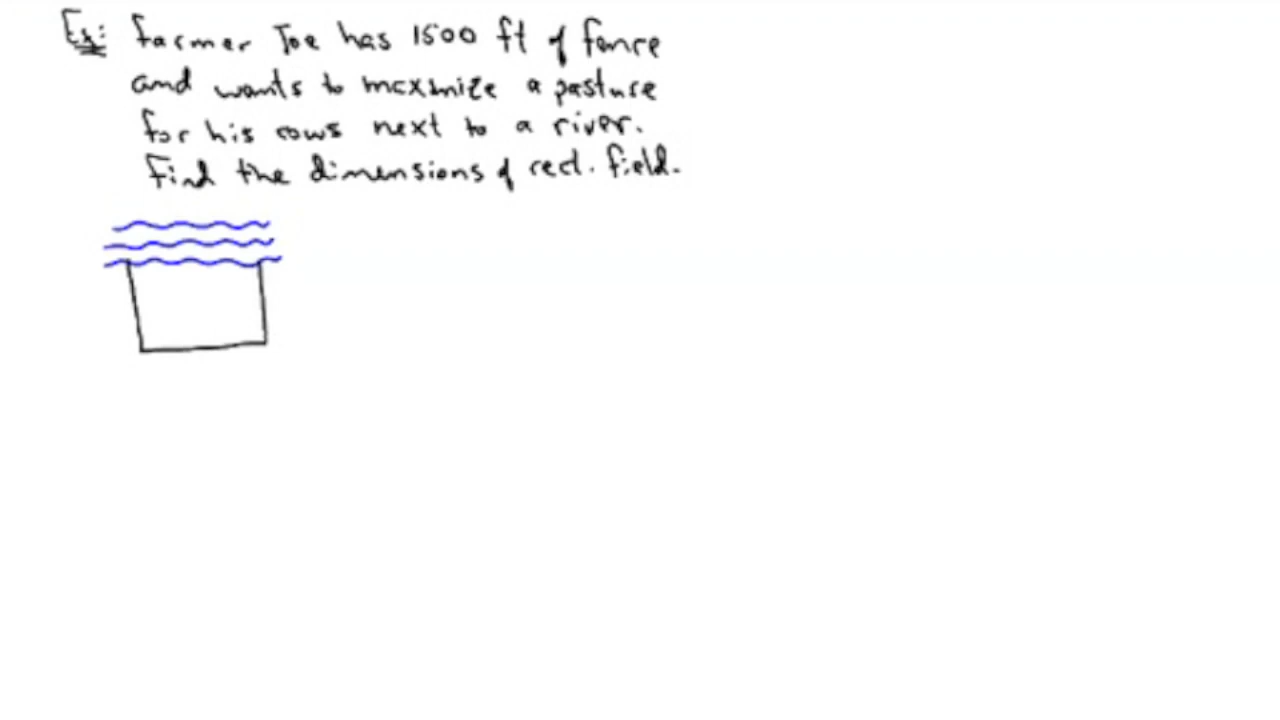 Ex: Farmer Joe has 1500 ft of fence
and wants to maximize a pasture
for his cows next to a river.
Find the dimensions of rect. field.